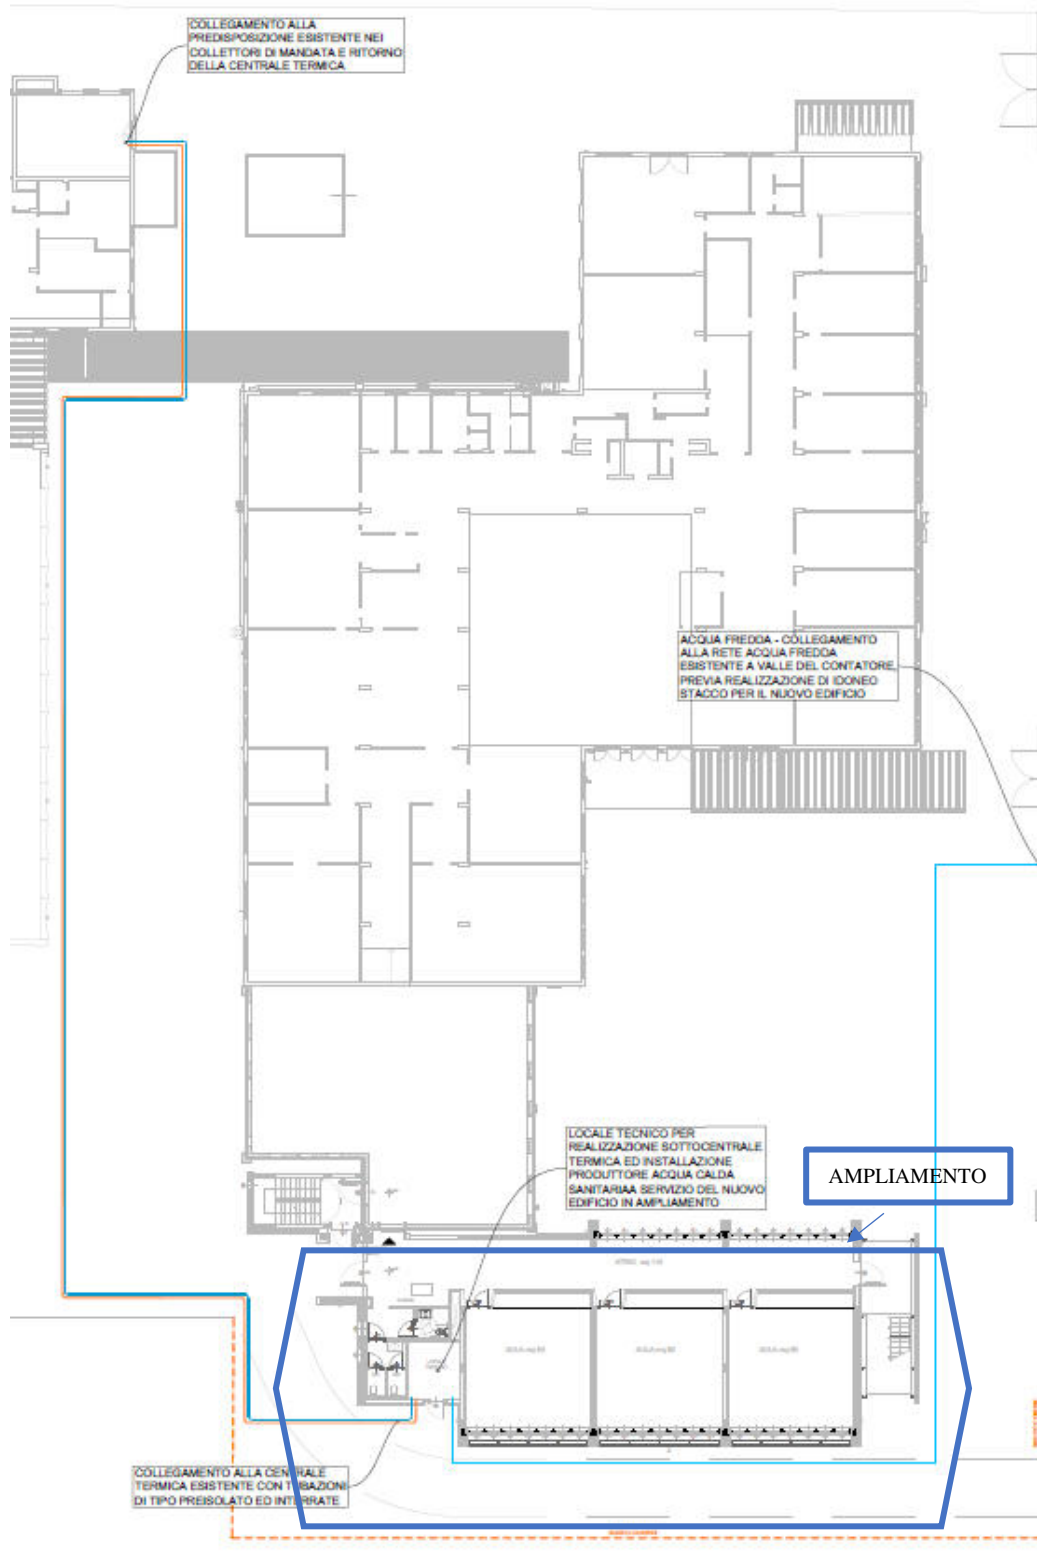 COLLEGAMENTO ALLA
PREDISPOSIZIONE ESISTENTE NEI
COLLETTORI DI MANDATA E RITORNO
DELLA CENTRALE TERMICA
ACQUA FREDDA - COLLEGAMENTO
ALLA RETE ACQUA FREDDA
ESISTENTE A VALLE DEL CONTATORE,
PREVIA REALIZZAZIONE DI IDONEO
STACCO PER IL NUOVO EDIFICIO
LOCALE TECNICO PER
REALIZZAZIONE SOTTOCENTRALE
TERMICA ED INSTALLAZIONE
PRODUTTORE ACQUA CALDA
SANITARIAA SERVIZIO DEL NUOVO
EDIFICIO IN AMPLIAMENTO
AMPLIAMENTO
COLLEGAMENTO ALLA CENTRALE
TERMICA ESISTENTE CON TUBAZIONI
DI TIPO PREISOLATO ED INTERRATE